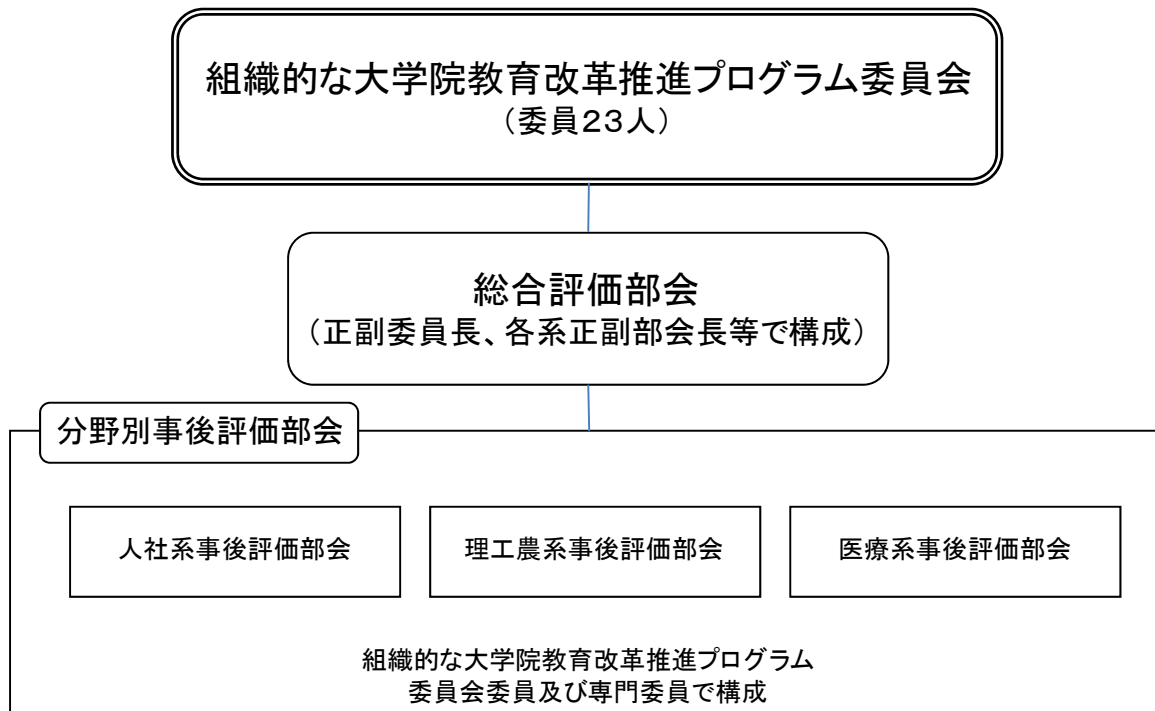 組織的な大学院教育改革推進プログラム委員会
（委員２３人）
総合評価部会
（正副委員長、各系正副部会長等で構成）
分野別事後評価部会
人社系事後評価部会
理工農系事後評価部会
医療系事後評価部会
組織的な大学院教育改革推進プログラム
委員会委員及び専門委員で構成